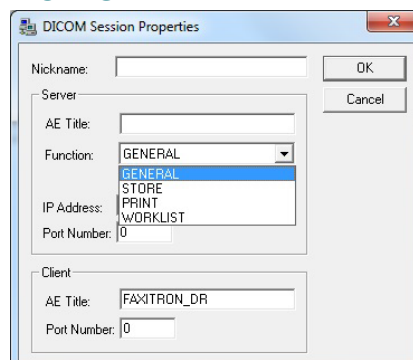 DICOM Session Properties
Nickname:
OK
Server
Cancel
AE Title:
Function: GENERAL
GENERAL
STORE
PRINT
IP Address:
WORKLIST
Port Number: 0
Client
AE Title: FAXITRON_DR
Port Number: 0